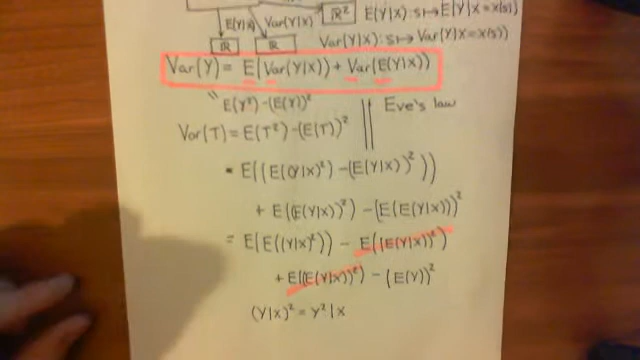 E(Y|X) Var(Y|X) ℝ² E(Y|X): s ↦ E(Y|X=X(s))
ℝ ℝ Var(Y|X): s ↦ Var(Y|X=X(s))
Var(Y) = E(Var(Y|X)) + Var(E(Y|X))
" E(Y²)-(E(Y))² Eve's law
Var(T) = E(T²)-(E(T))²
= E((E((Y|X)²) - (E(Y|X))²))
+ E((E(Y|X))²) - (E(E(Y|X)))²
= E(E((Y|X)²)) - E((E(Y|X))²)
+ E((E(Y|X))²) - (E(Y))²
(Y|X)² = Y²|X